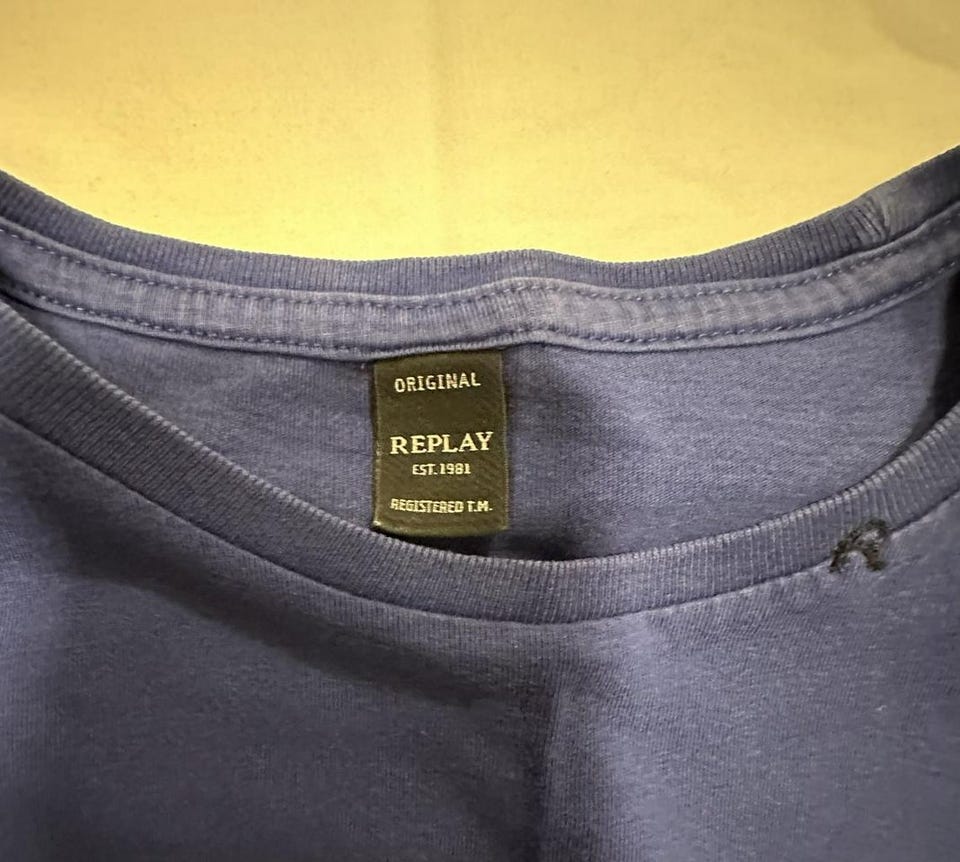 ORIGINAL
REPLAY
EST. 1981
REGISTERED T.M.
R